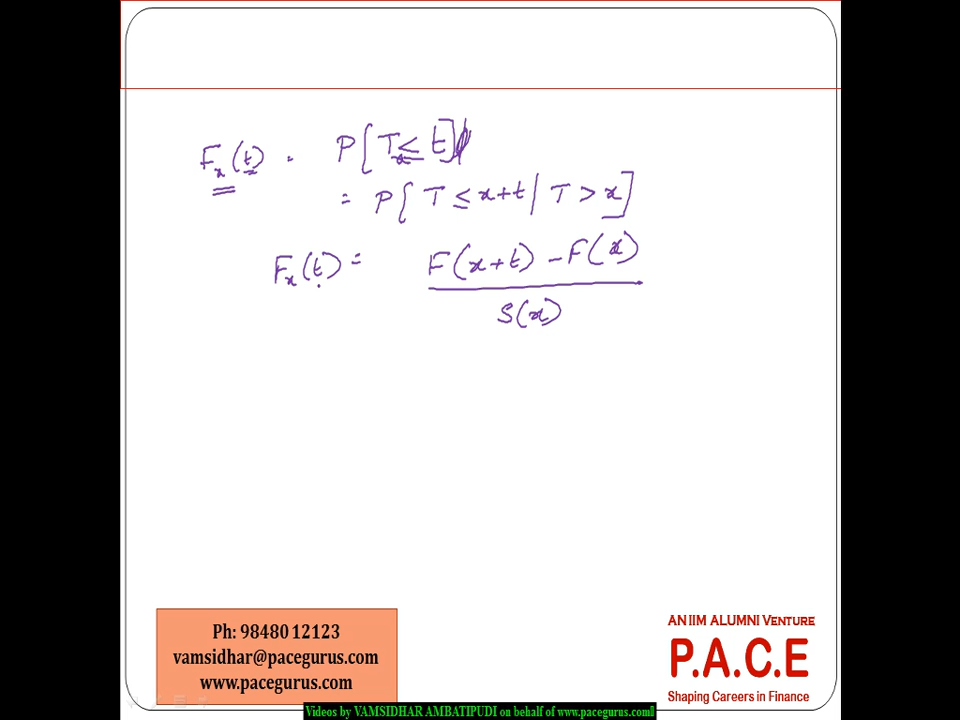 Fₓ(t) = P[Tₓ ≤ t]
= P[T ≤ x+t / T > x]
Fₓ(t) = F(x+t) - F(x)
S(x)
Ph: 98480 12123
vamsidhar@pacegurus.com
www.pacegurus.com
AN IIM ALUMNI VENTURE
P.A.C.E
Shaping Careers in Finance
Videos by VAMSIDHAR AMBATIPUDI on behalf of www.pacegurus.com